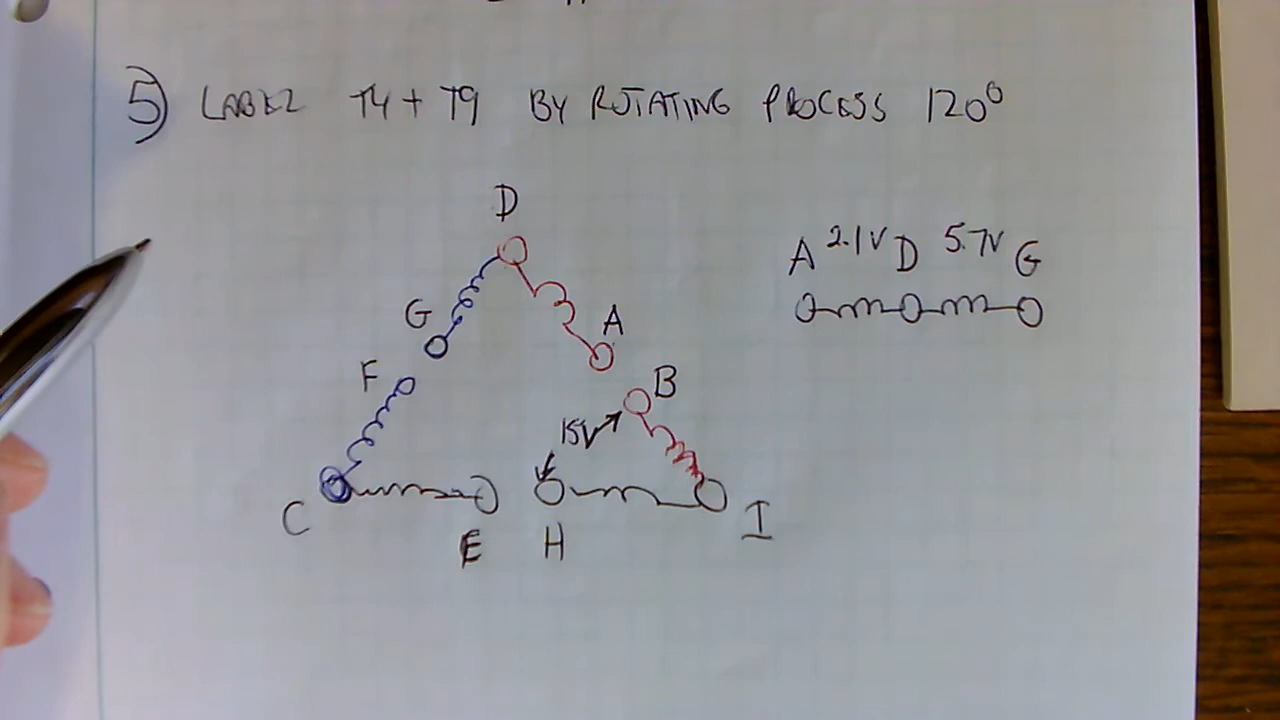 5) LABEL T4 + T9 BY ROTATING PROCESS 120°
D
A 2.1V D 5.7V G
G A
F B
15V
C I
E H